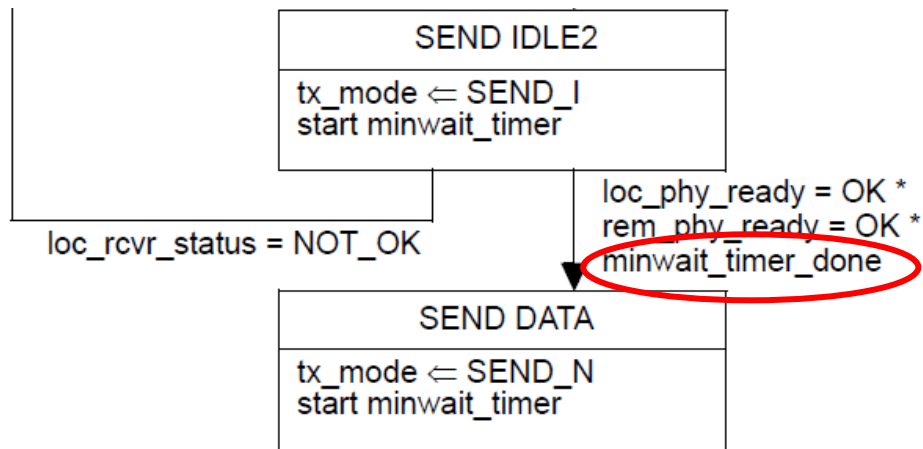 SEND IDLE2
tx_mode ⇐ SEND_I
start minwait_timer
loc_phy_ready = OK *
rem_phy_ready = OK *
loc_rcvr_status = NOT_OK
minwait_timer_done
SEND DATA
tx_mode ⇐ SEND_N
start minwait_timer